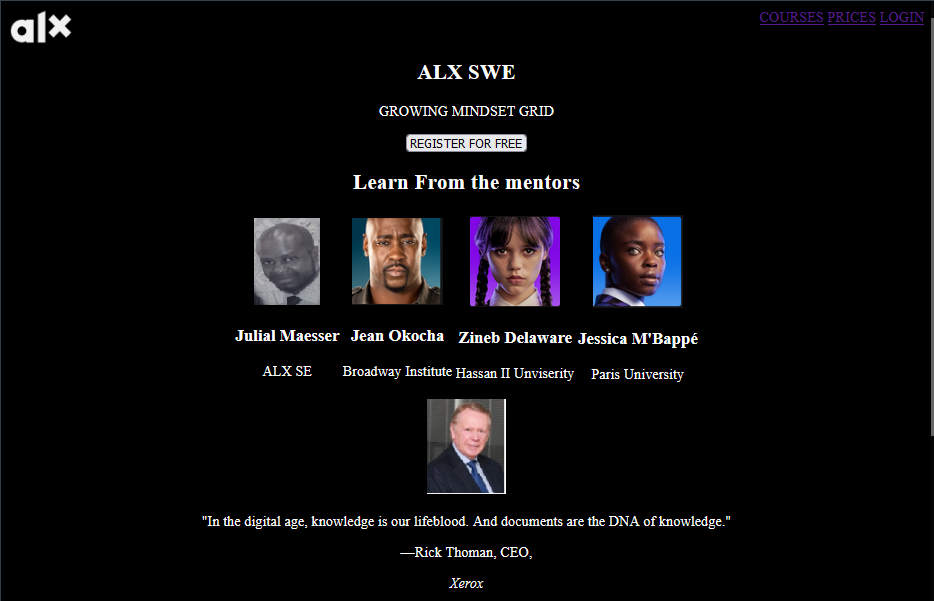 alx
COURSES PRICES LOGIN
ALX SWE
GROWING MINDSET GRID
REGISTER FOR FREE
Learn From the mentors
Julial Maesser Jean Okocha Zineb Delaware Jessica M'Bappé
ALX SE Broadway Institute Hassan II Unviserity Paris University
"In the digital age, knowledge is our lifeblood. And documents are the DNA of knowledge."
—Rick Thoman, CEO,
Xerox